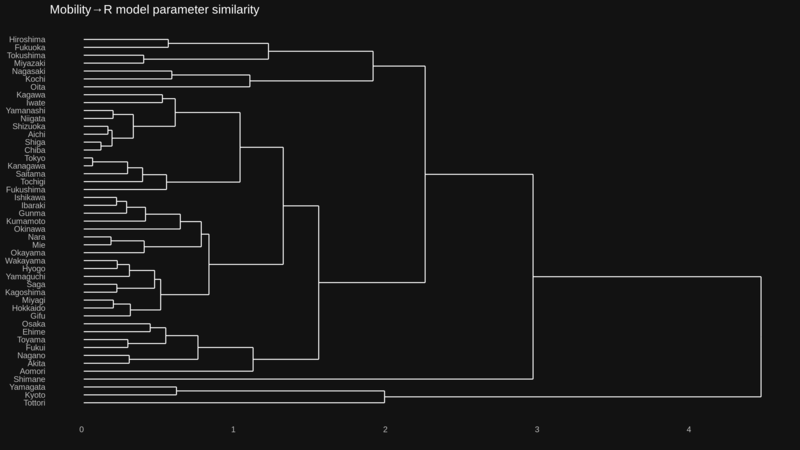 Mobility→R model parameter similarity
Hiroshima
Fukuoka
Tokushima
Miyazaki
Nagasaki
Kochi
Oita
Kagawa
Iwate
Yamanashi
Niigata
Shizuoka
Aichi
Shiga
Chiba
Tokyo
Kanagawa
Saitama
Tochigi
Fukushima
Ishikawa
Ibaraki
Gunma
Kumamoto
Okinawa
Nara
Mie
Okayama
Wakayama
Hyogo
Yamaguchi
Saga
Kagoshima
Miyagi
Hokkaido
Gifu
Osaka
Ehime
Toyama
Fukui
Nagano
Akita
Aomori
Shimane
Yamagata
Kyoto
Tottori
0 1 2 3 4